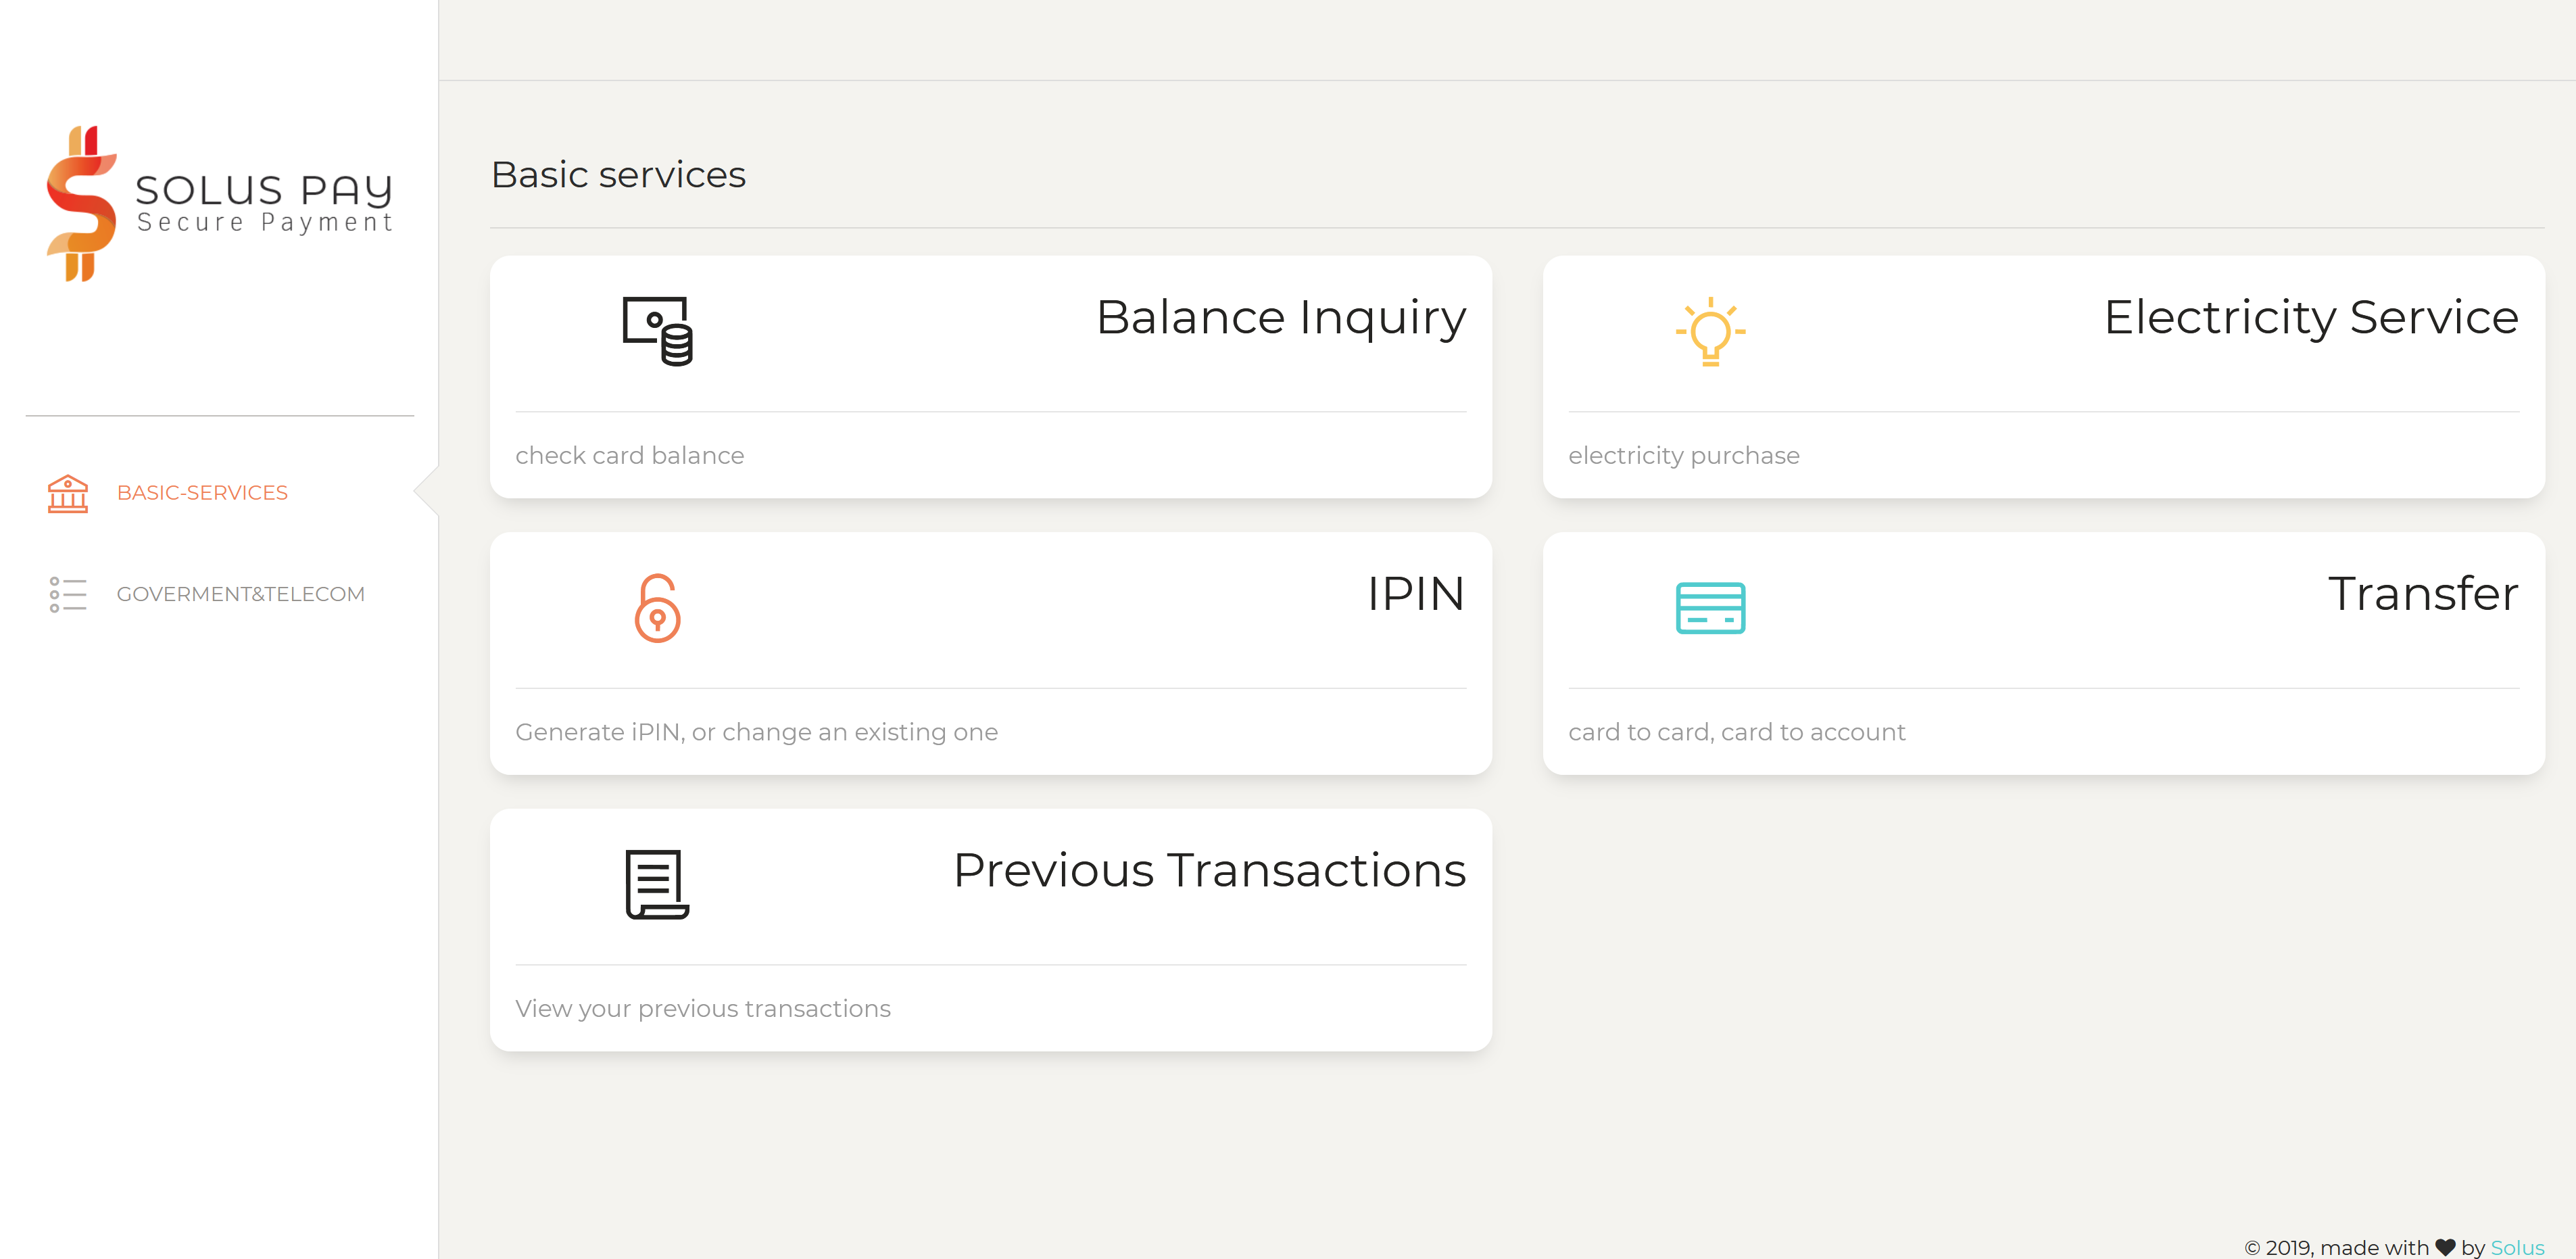 SOLUS PAY
Secure Payment
BASIC-SERVICES
GOVERMENT&TELECOM
Basic services
Balance Inquiry
check card balance
Electricity Service
electricity purchase
IPIN
Generate iPIN, or change an existing one
Transfer
card to card, card to account
Previous Transactions
View your previous transactions
© 2019, made with ♥ by Solus